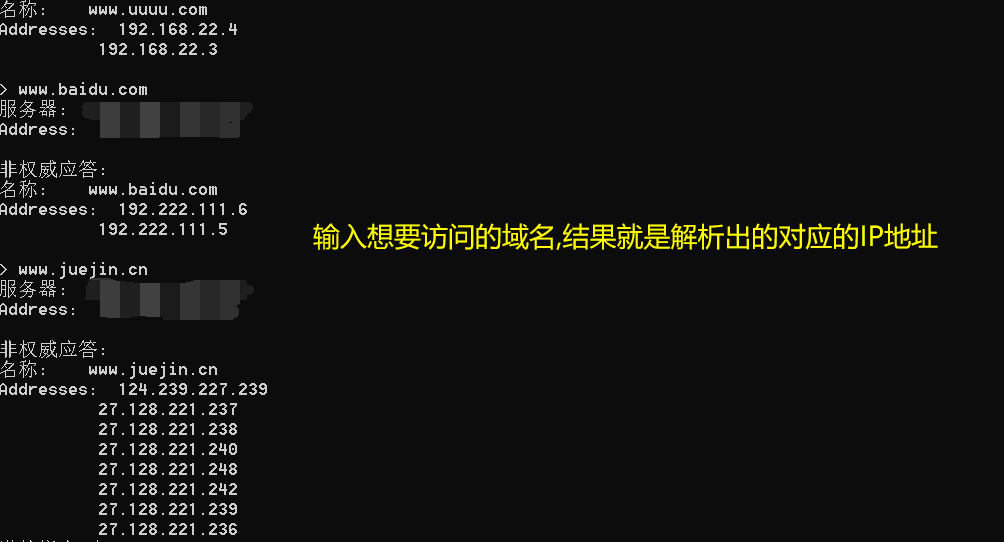 名称:    www.uuuu.com
Addresses:  192.168.22.4
          192.168.22.3
> www.baidu.com
服务器:
Address:
非权威应答:
名称:    www.baidu.com
Addresses:  192.222.111.6
          192.222.111.5
输入想要访问的域名,结果就是解析出的对应的IP地址
> www.juejin.cn
服务器:
Address:
非权威应答:
名称:    www.juejin.cn
Addresses:  124.239.227.239
          27.128.221.237
          27.128.221.238
          27.128.221.240
          27.128.221.248
          27.128.221.242
          27.128.221.239
          27.128.221.236